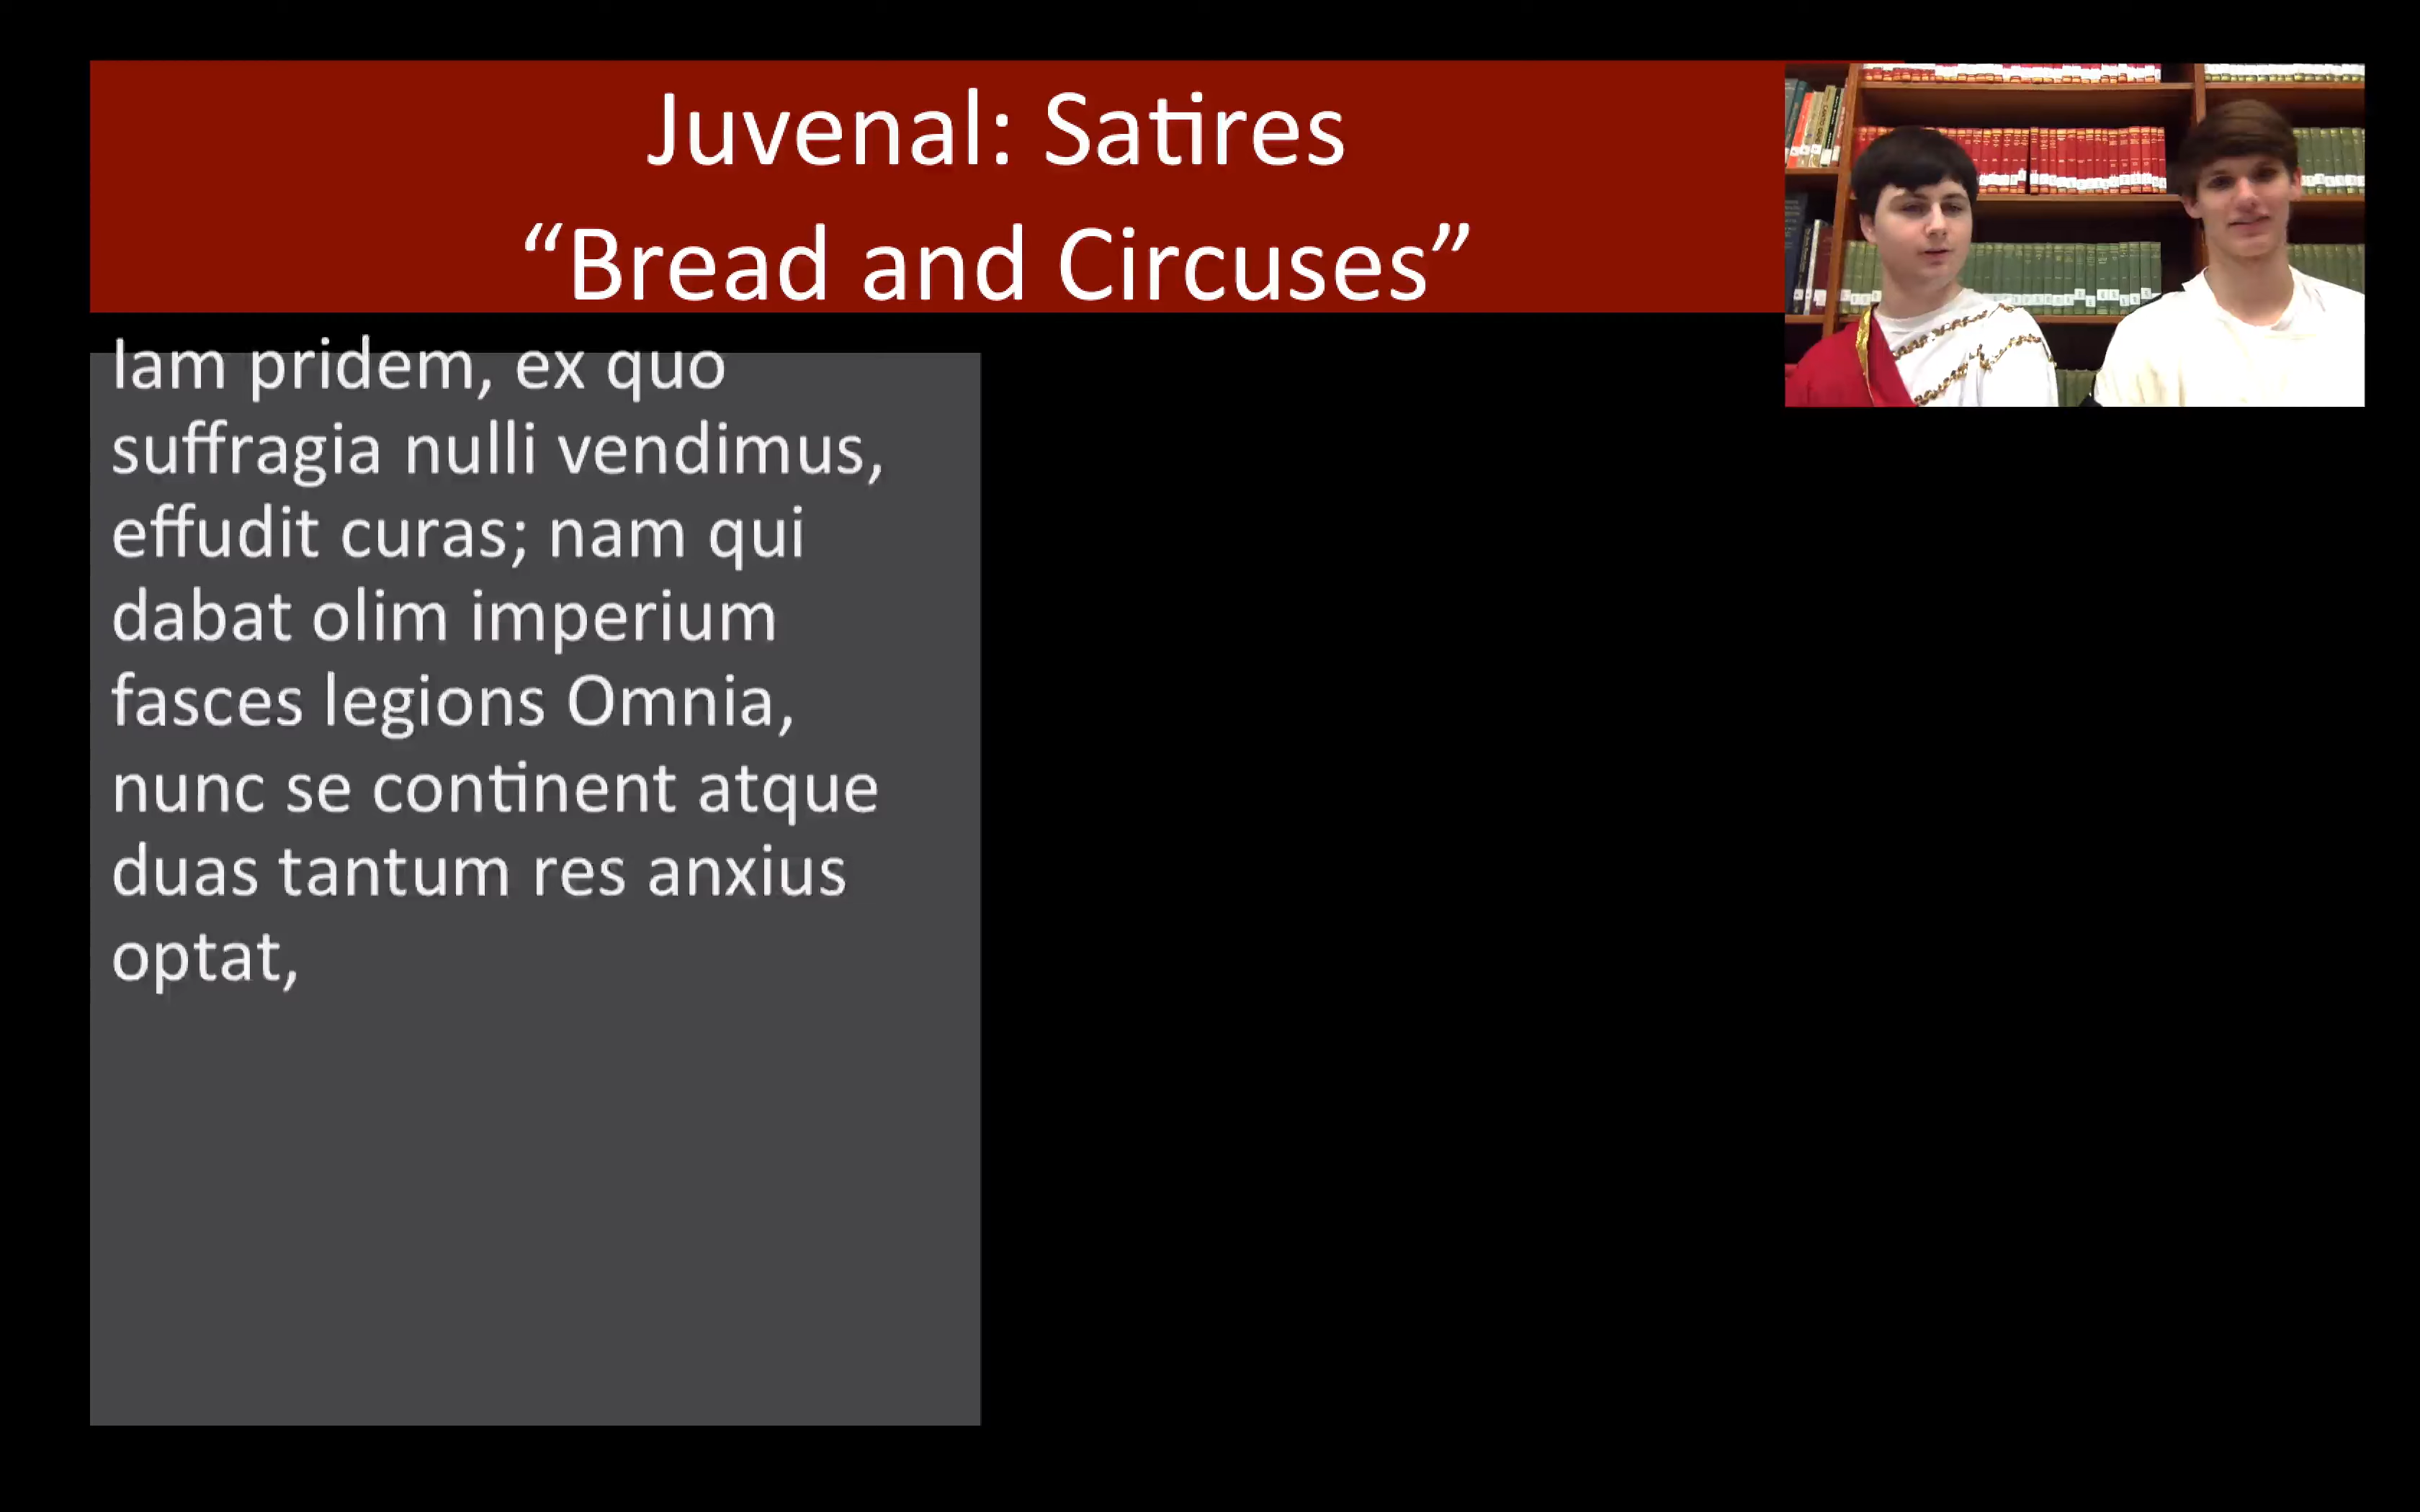 Juvenal: Satires
“Bread and Circuses”
Iam pridem, ex quo
suffragia nulli vendimus,
effudit curas; nam qui
dabat olim imperium
fasces legions Omnia,
nunc se continent atque
duas tantum res anxius
optat,